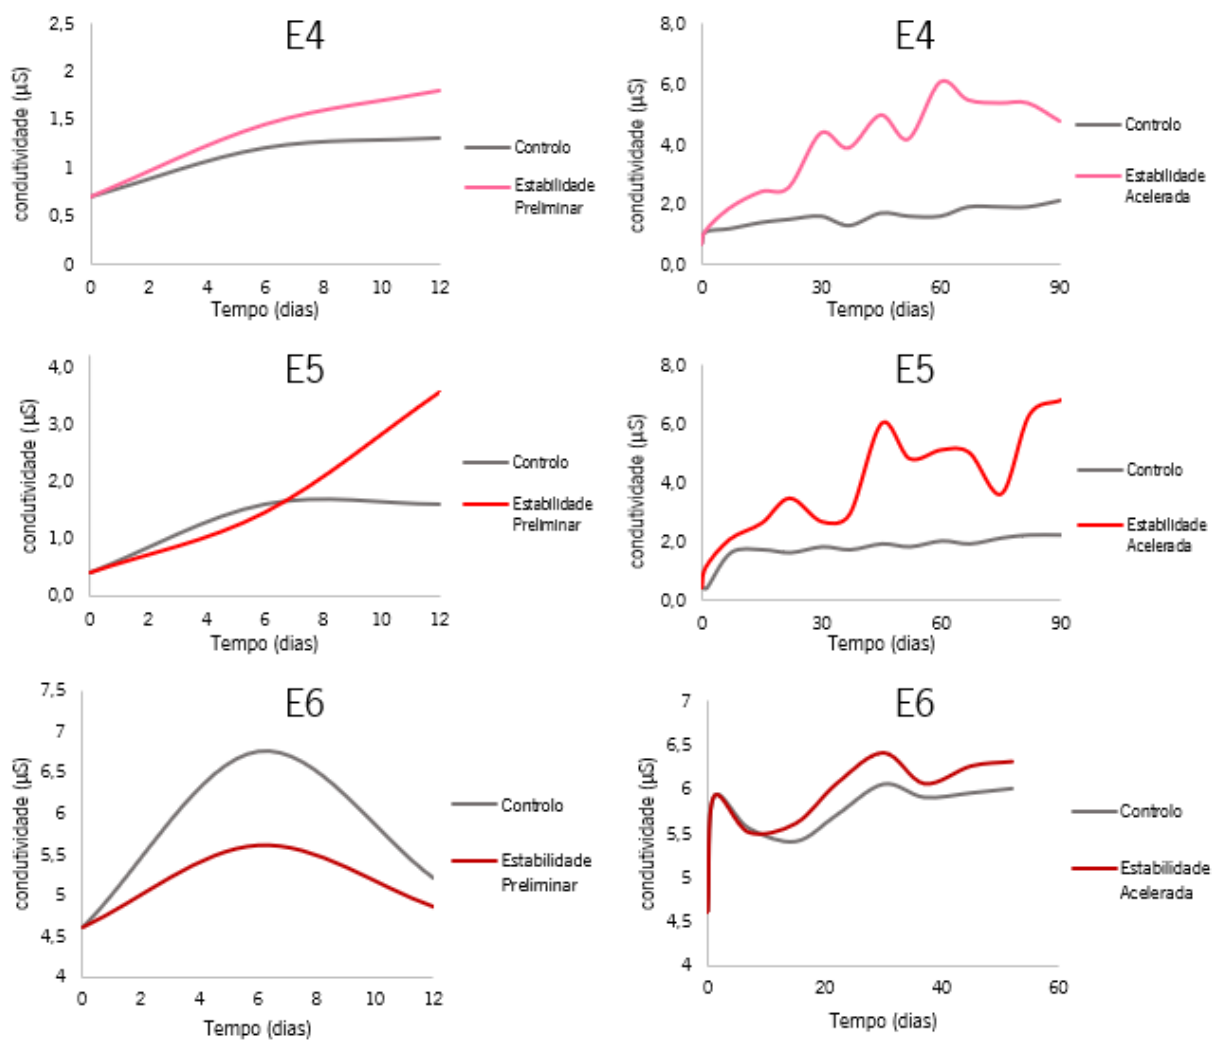 E4
condutividade (µS)
2,5
2
1,5
1
0,5
0
0 2 4 6 8 10 12
Tempo (dias)
Controlo
Estabilidade
Preliminar
E4
condutividade (µS)
8,0
6,0
4,0
2,0
0,0
0 30 60 90
Tempo (dias)
Controlo
Estabilidade
Acelerada
E5
condutividade (µS)
4,0
3,0
2,0
1,0
0,0
0 2 4 6 8 10 12
Tempo (dias)
Controlo
Estabilidade
Preliminar
E5
condutividade (µS)
8,0
6,0
4,0
2,0
0,0
0 30 60 90
Tempo (dias)
Controlo
Estabilidade
Acelerada
E6
condutividade (µS)
7,5
7
6,5
6
5,5
5
4,5
4
0 2 4 6 8 10 12
Tempo (dias)
Controlo
Estabilidade
Preliminar
E6
condutividade (µS)
7
6,5
6
5,5
5
4,5
4
0 20 40 60
Tempo (dias)
Controlo
Estabilidade
Acelerada